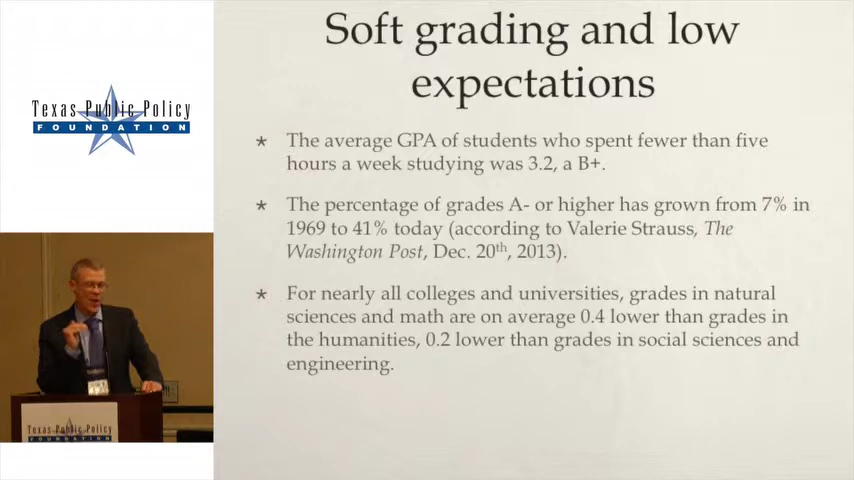 Soft grading and low
expectations
Texas Public Policy
FOUNDATION
* The average GPA of students who spent fewer than five
hours a week studying was 3.2, a B+.
* The percentage of grades A- or higher has grown from 7% in
1969 to 41% today (according to Valerie Strauss, The
Washington Post, Dec. 20th, 2013).
* For nearly all colleges and universities, grades in natural
sciences and math are on average 0.4 lower than grades in
the humanities, 0.2 lower than grades in social sciences and
engineering.
Texas Public Policy
FOUNDATION